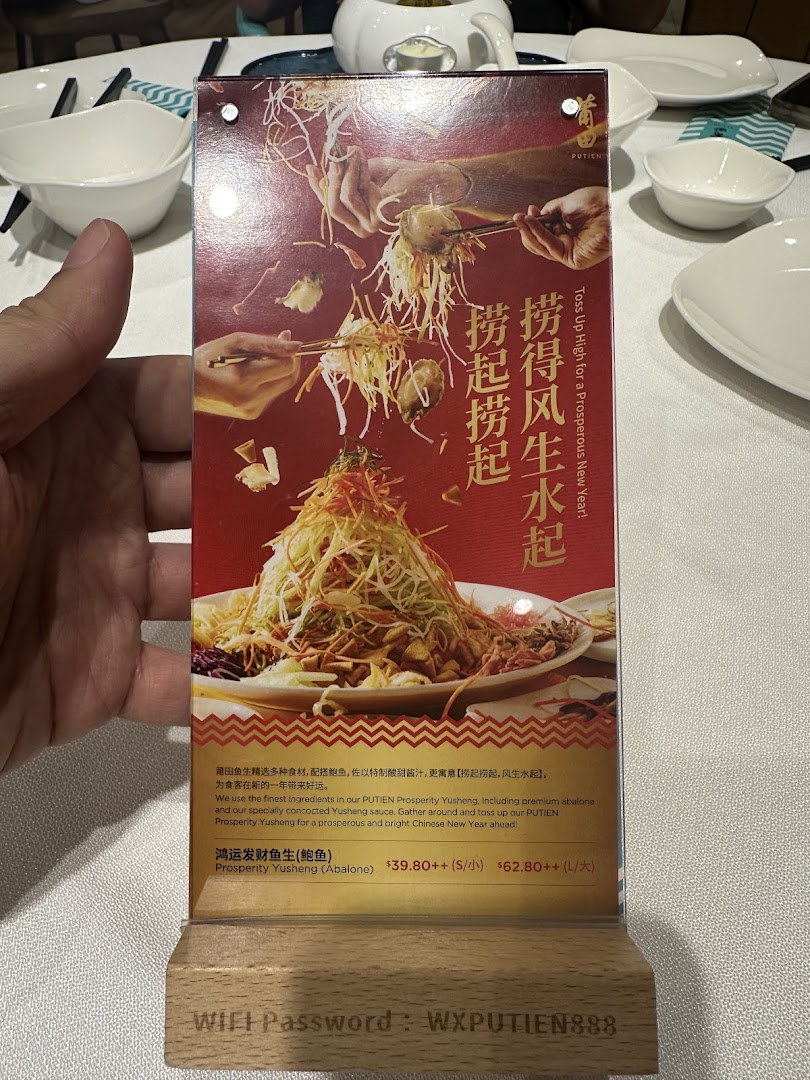 莆田
PUTIEN
Toss Up High for a Prosperous New Year!
捞得风生水起
捞起捞起
莆田鱼生精选多种食材,配搭鲍鱼,佐以特制酸甜酱汁,更寓意【捞起捞起,风生水起】,
为食客在新的一年带来好运。
We use the finest ingredients in our PUTIEN Prosperity Yusheng, including premium abalone
and our specially concocted Yusheng sauce. Gather around and toss up our PUTIEN
Prosperity Yusheng for a prosperous and bright Chinese New Year ahead!
鸿运发财鱼生(鲍鱼)
Prosperity Yusheng (Abalone) $39.80++ (S/小) $62.80++ (L/大)
WIFI Password : WXPUTIEN888